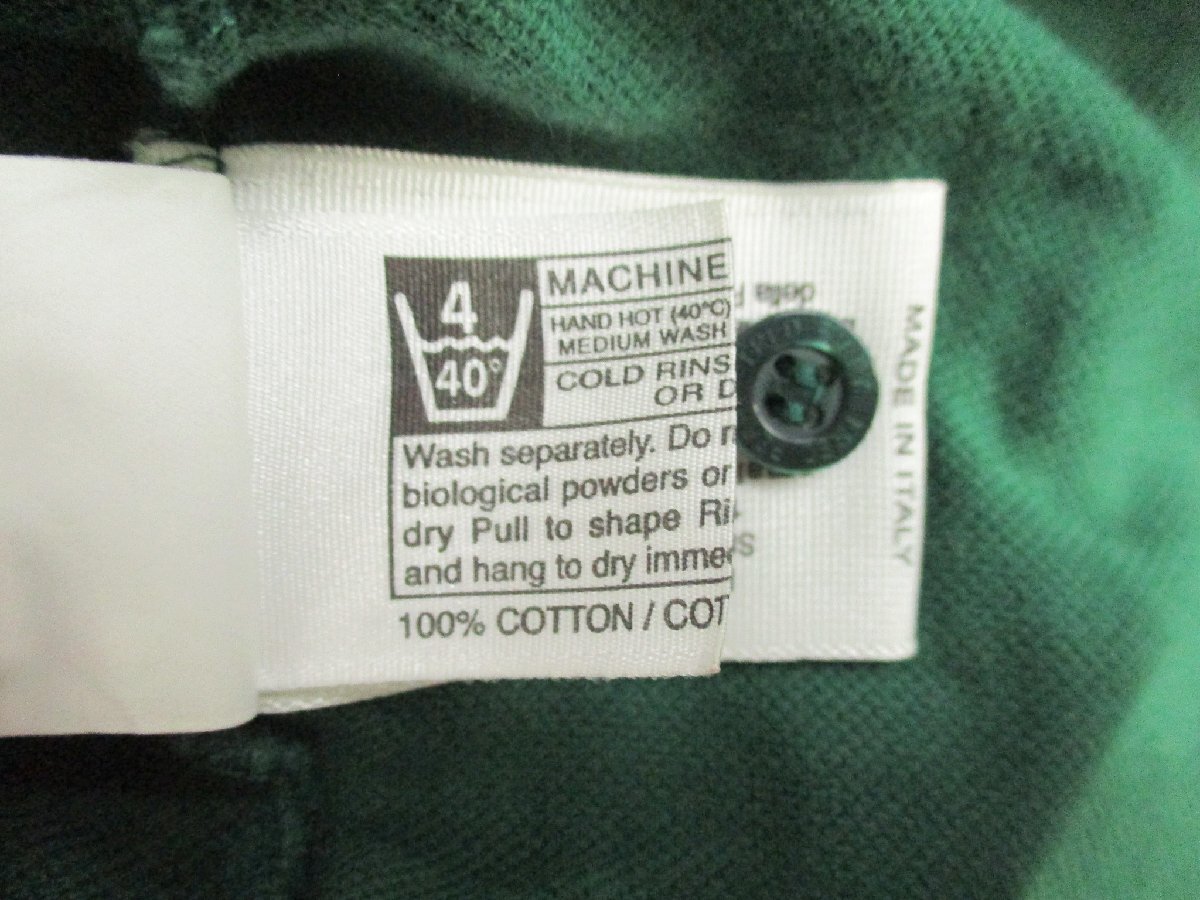 4
40°
MACHINE
HAND HOT (40°C)
MEDIUM WASH
COLD RINS
OR D
Wash separately. Do n
biological powders or
dry Pull to shape Ri
and hang to dry imme
100% COTTON / COT
della
MADE IN ITALY